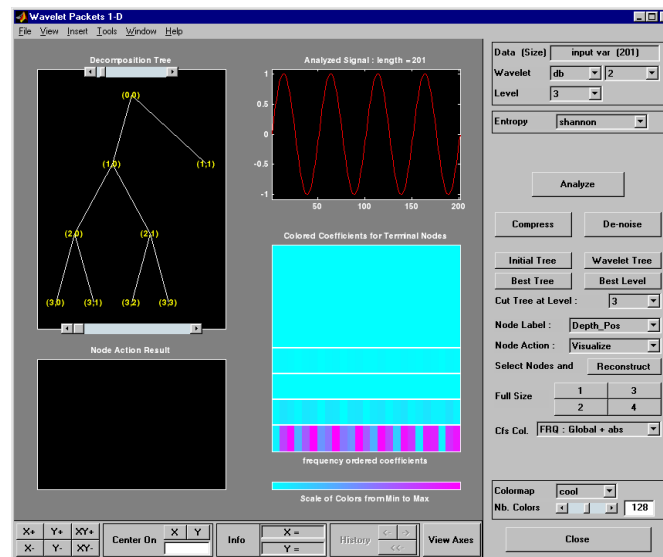 Wavelet Packets 1-D
File View Insert Tools Window Help
Decomposition Tree
(0,0)
(1,0) (1,1)
(2,0) (2,1)
(3,0) (3,1) (3,2) (3,3)
Node Action Result
Analyzed Signal : length = 201
1
0.5
0
-0.5
-1
50 100 150 200
Colored Coefficients for Terminal Nodes
frequency ordered coefficients
Scale of Colors from Min to Max
Data (Size) input var (201)
Wavelet db 2
Level 3
Entropy shannon
Analyze
Compress De-noise
Initial Tree Wavelet Tree
Best Tree Best Level
Cut Tree at Level : 3
Node Label : Depth_Pos
Node Action : Visualize
Select Nodes and Reconstruct
Full Size 1 3
2 4
Cfs Col. FRQ : Global + abs
Colormap cool
Nb. Colors 128
Close
X+ Y+ XY+
X- Y- XY-
Center On X Y
Info X =
Y =
History <- ->
<<-
View Axes